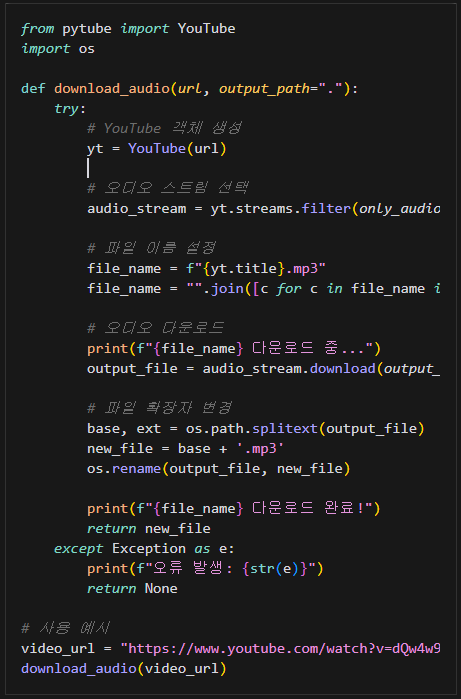 from pytube import YouTube
import os
def download_audio(url, output_path="."):
try:
# YouTube 객체 생성
yt = YouTube(url)
# 오디오 스트림 선택
audio_stream = yt.streams.filter(only_audio
# 파일 이름 설정
file_name = f"{yt.title}.mp3"
file_name = "".join([c for c in file_name i
# 오디오 다운로드
print(f"{file_name} 다운로드 중...")
output_file = audio_stream.download(output_
# 파일 확장자 변경
base, ext = os.path.splitext(output_file)
new_file = base + '.mp3'
os.rename(output_file, new_file)
print(f"{file_name} 다운로드 완료!")
return new_file
except Exception as e:
print(f"오류 발생: {str(e)}")
return None
# 사용 예시
video_url = "https://www.youtube.com/watch?v=dQw4w9
download_audio(video_url)